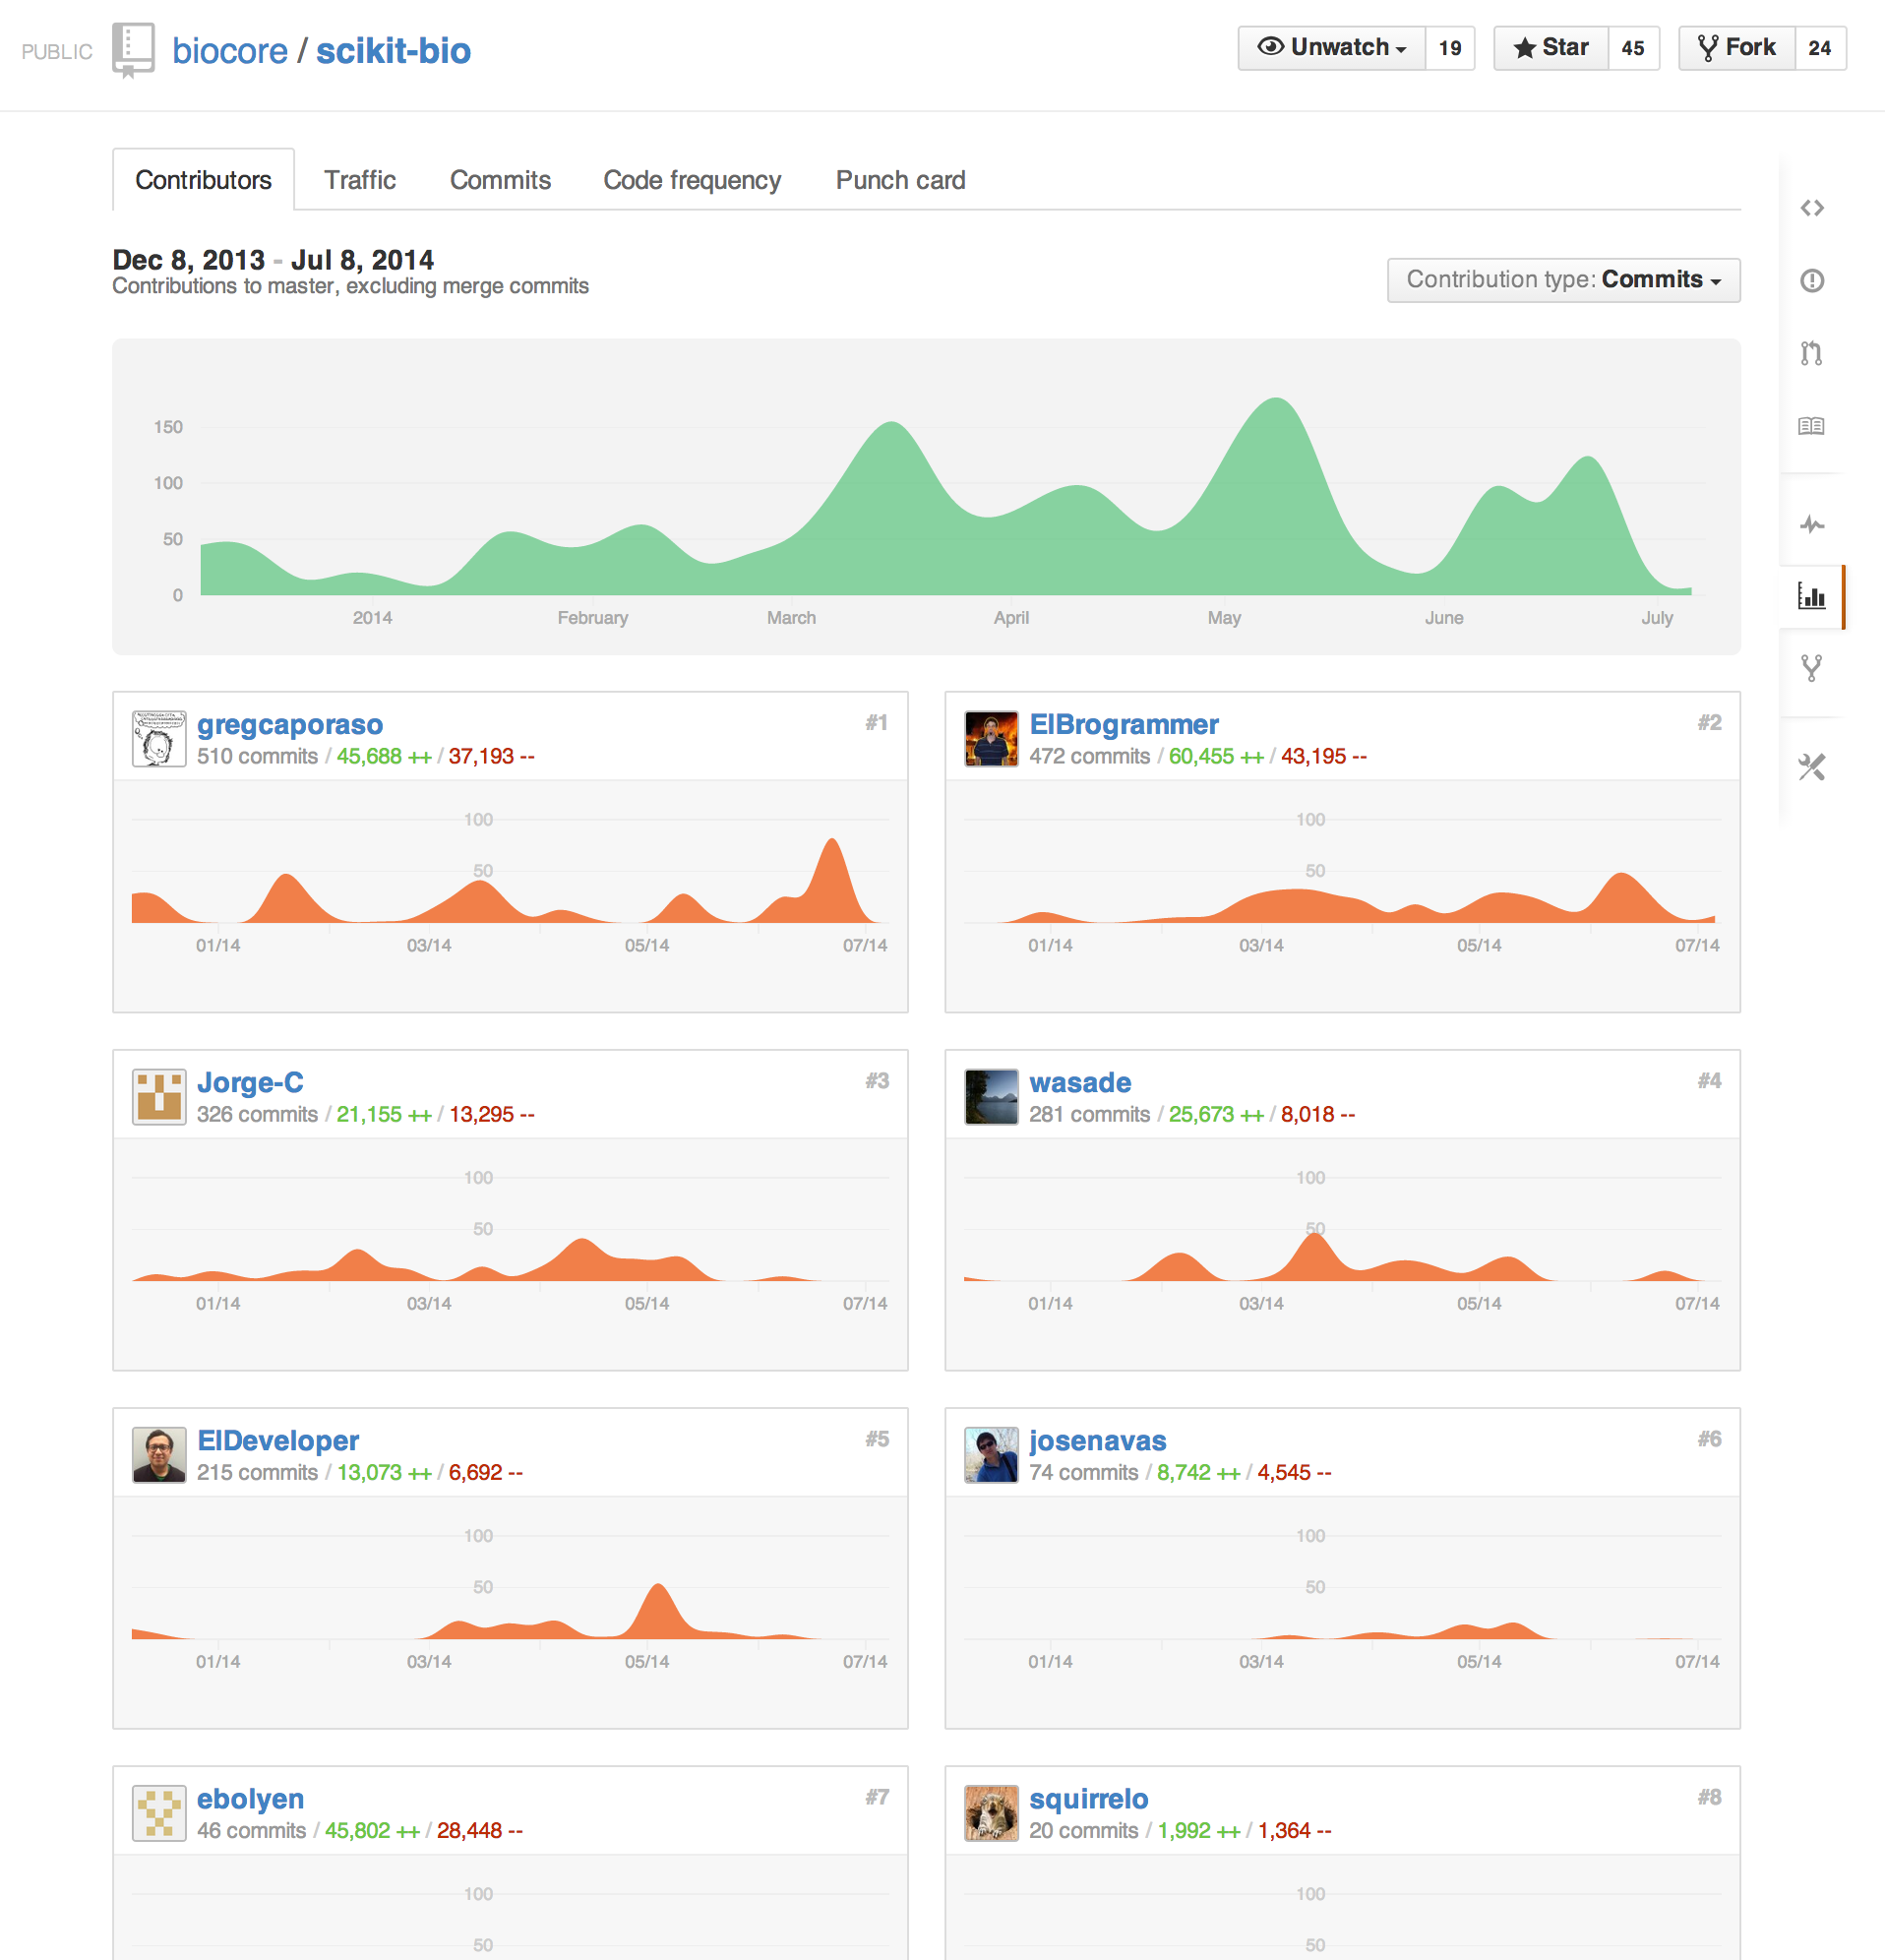 PUBLIC biocore / scikit-bio Unwatch 19 Star 45 Fork 24
Contributors Traffic Commits Code frequency Punch card
Dec 8, 2013 - Jul 8, 2014
Contributions to master, excluding merge commits
Contribution type: Commits
150
100
50
0
2014 February March April May June July
gregcaporaso #1
510 commits / 45,688 ++ / 37,193 --
100
50
01/14 03/14 05/14 07/14
ElBrogrammer #2
472 commits / 60,455 ++ / 43,195 --
100
50
01/14 03/14 05/14 07/14
Jorge-C #3
326 commits / 21,155 ++ / 13,295 --
100
50
01/14 03/14 05/14 07/14
wasade #4
281 commits / 25,673 ++ / 8,018 --
100
50
01/14 03/14 05/14 07/14
ElDeveloper #5
215 commits / 13,073 ++ / 6,692 --
100
50
01/14 03/14 05/14 07/14
josenavas #6
74 commits / 8,742 ++ / 4,545 --
100
50
01/14 03/14 05/14 07/14
ebolyen #7
46 commits / 45,802 ++ / 28,448 --
100
50
squirrelo #8
20 commits / 1,992 ++ / 1,364 --
100
50